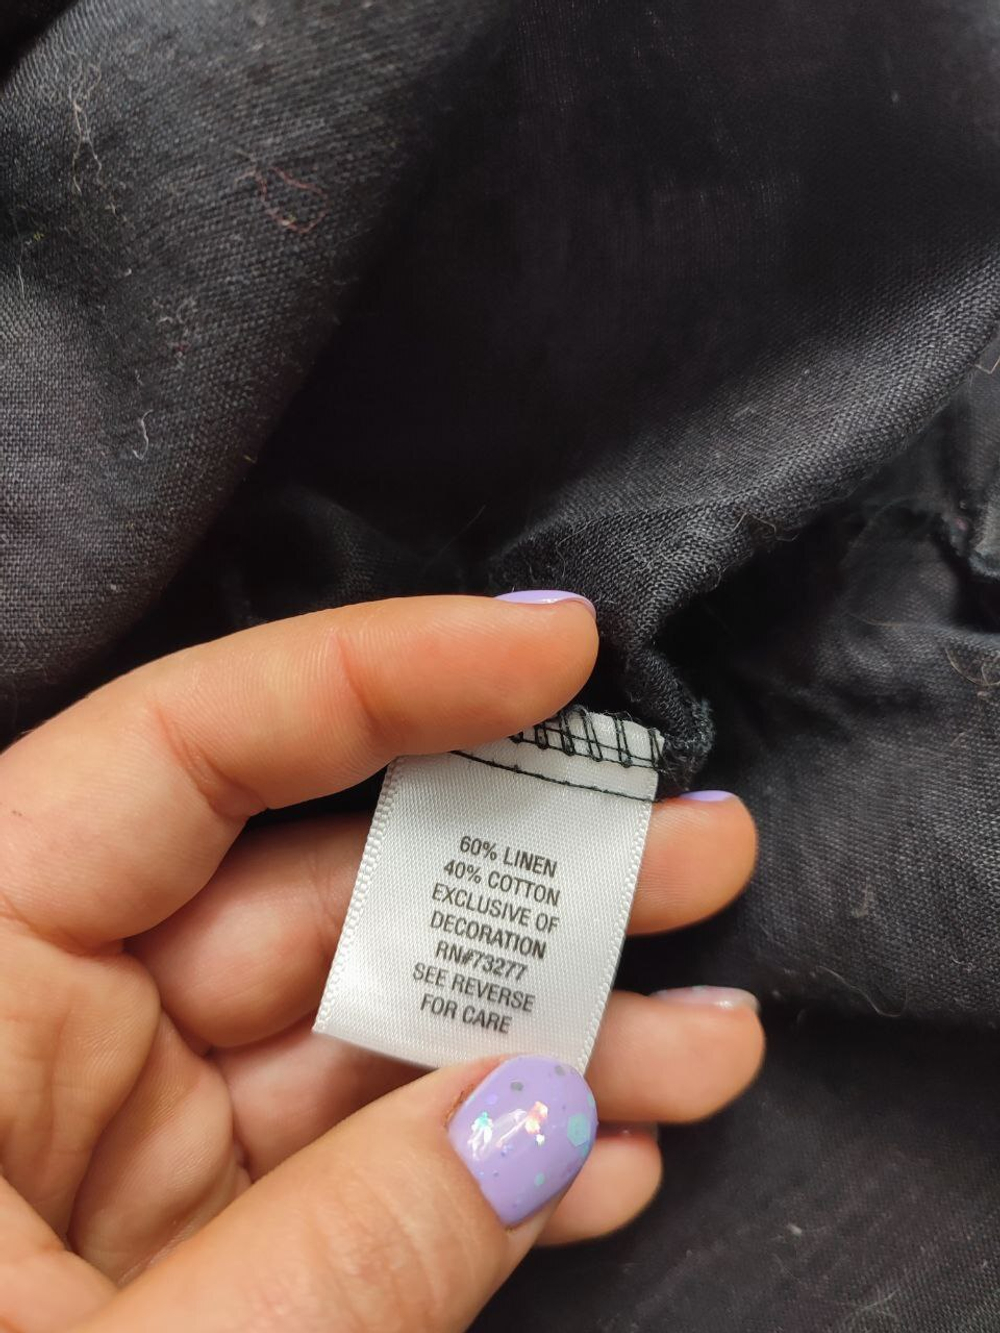 60% LINEN
40% COTTON
EXCLUSIVE OF
DECORATION
RN#73277
SEE REVERSE
FOR CARE